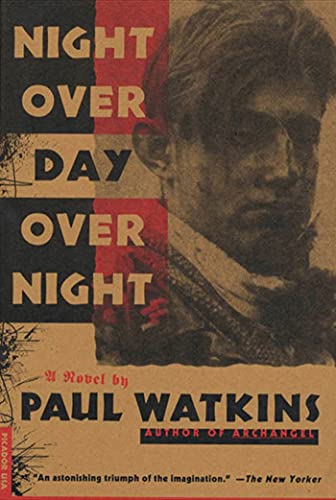 NIGHT
OVER
DAY
OVER
NIGHT
A Novel by
PAUL WATKINS
AUTHOR OF ARCHANGEL
"An astonishing triumph of the imagination." —The New Yorker
PICADOR USA